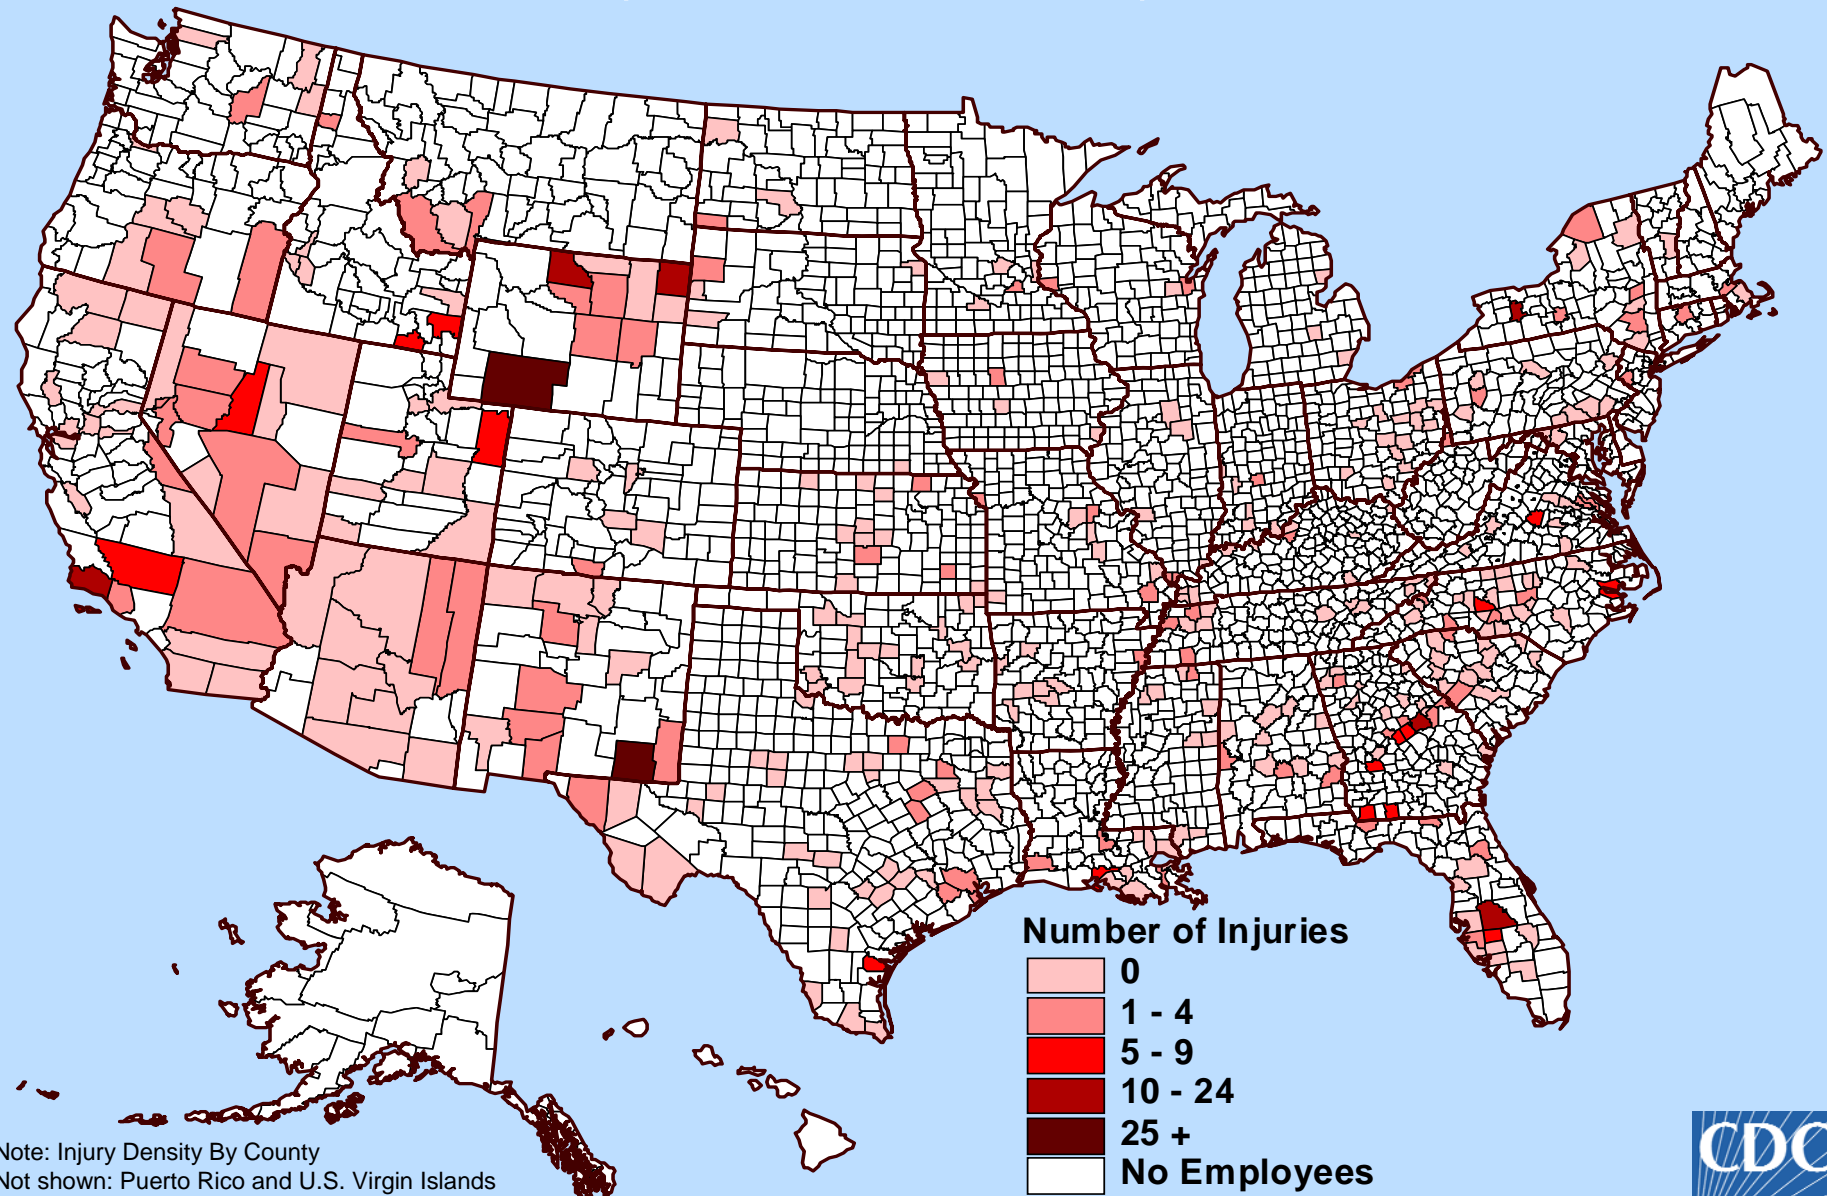 Number of Injuries
0
1 - 4
5 - 9
10 - 24
25 +
No Employees
Note: Injury Density By County
Not shown: Puerto Rico and U.S. Virgin Islands
CDC